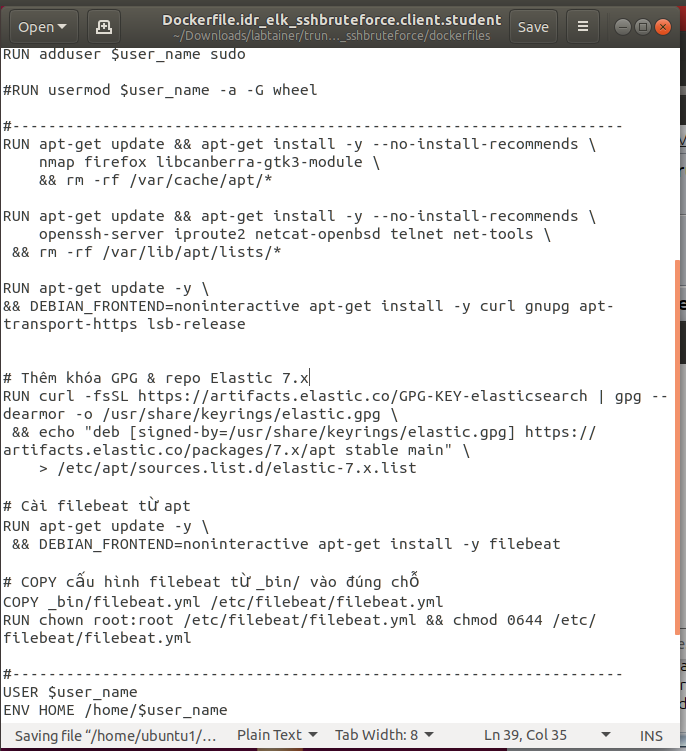 Open
Dockerfile.idr_elk_sshbruteforce.client.student
~/Downloads/labtainer/trun…_sshbruteforce/dockerfiles
Save
RUN adduser $user_name sudo
#RUN usermod $user_name -a -G wheel
#--------------------------------------------------------------------
RUN apt-get update && apt-get install -y --no-install-recommends \
    nmap firefox libcanberra-gtk3-module \
    && rm -rf /var/cache/apt/*
RUN apt-get update && apt-get install -y --no-install-recommends \
    openssh-server iproute2 netcat-openbsd telnet net-tools \
 && rm -rf /var/lib/apt/lists/*
RUN apt-get update -y \
&& DEBIAN_FRONTEND=noninteractive apt-get install -y curl gnupg apt-
transport-https lsb-release
# Thêm khóa GPG & repo Elastic 7.x
RUN curl -fsSL https://artifacts.elastic.co/GPG-KEY-elasticsearch | gpg --
dearmor -o /usr/share/keyrings/elastic.gpg \
 && echo "deb [signed-by=/usr/share/keyrings/elastic.gpg] https://
artifacts.elastic.co/packages/7.x/apt stable main" \
    > /etc/apt/sources.list.d/elastic-7.x.list
# Cài filebeat từ apt
RUN apt-get update -y \
 && DEBIAN_FRONTEND=noninteractive apt-get install -y filebeat
# COPY cấu hình filebeat từ _bin/ vào đúng chỗ
COPY _bin/filebeat.yml /etc/filebeat/filebeat.yml
RUN chown root:root /etc/filebeat/filebeat.yml && chmod 0644 /etc/
filebeat/filebeat.yml
#--------------------------------------------------------------------
USER $user_name
ENV HOME /home/$user_name
Saving file “/home/ubuntu1/…
Plain Text
Tab Width: 8
Ln 39, Col 35
INS